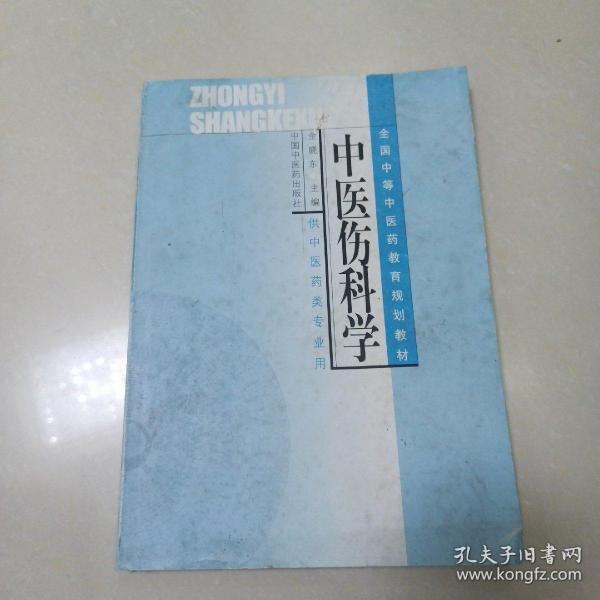 ZHONGYI
SHANGKEXUE
全国中等中医药教育规划教材
中医伤科学
金晓东 主编
中国中医药出版社
供中医药类专业用
孔夫子旧书网
www.kongfz.com